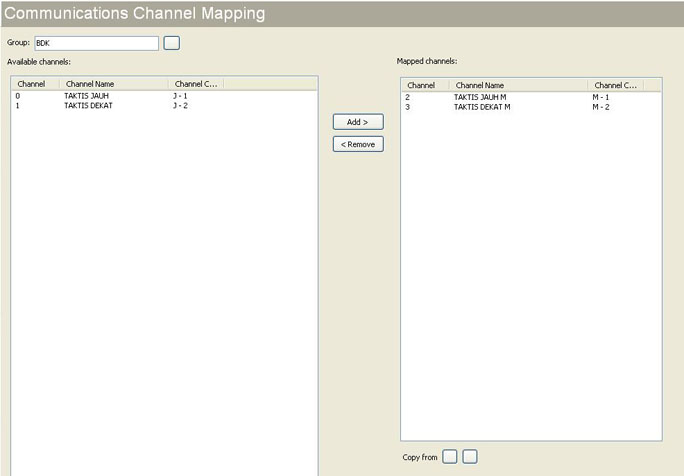 Communications Channel Mapping
Group: BDK
Available channels:
Channel Channel Name Channel C...
0 TAKTIS JAUH J - 1
1 TAKTIS DEKAT J - 2
Add >
< Remove
Mapped channels:
Channel Channel Name Channel C...
2 TAKTIS JAUH M M - 1
3 TAKTIS DEKAT M M - 2
Copy from